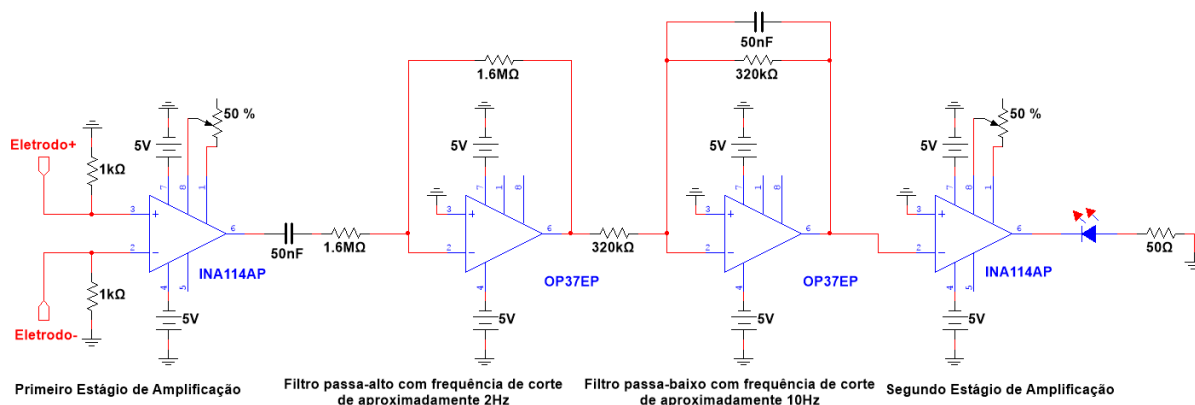 50nF
1.6MΩ
320kΩ
50 %
50 %
Eletrodo+
5V
5V
5V
5V
1kΩ
7
8
1
7
1
8
7
1
8
7
8
1
3
+
6
3
+
6
3
+
6
3
+
6
2
−
50nF
1.6MΩ
2
−
320kΩ
2
−
2
−
50Ω
INA114AP
OP37EP
OP37EP
INA114AP
1kΩ
4
5
4
4
4
5
Eletrodo-
5V
5V
5V
5V
Primeiro Estágio de Amplificação
Filtro passa-alto com frequência de corte
de aproximadamente 2Hz
Filtro passa-baixo com frequência de corte
de aproximadamente 10Hz
Segundo Estágio de Amplificação